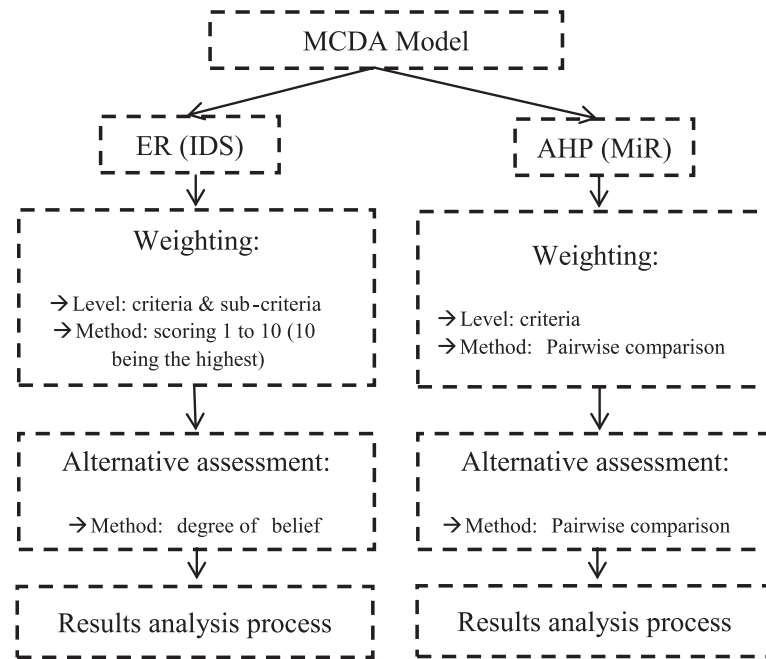 MCDA Model
ER (IDS)
AHP (MiR)
Weighting:
→ Level: criteria & sub-criteria
→ Method: scoring 1 to 10 (10
being the highest)
Weighting:
→ Level: criteria
→ Method: Pairwise comparison
Alternative assessment:
→ Method: degree of belief
Alternative assessment:
→ Method: Pairwise comparison
Results analysis process
Results analysis process